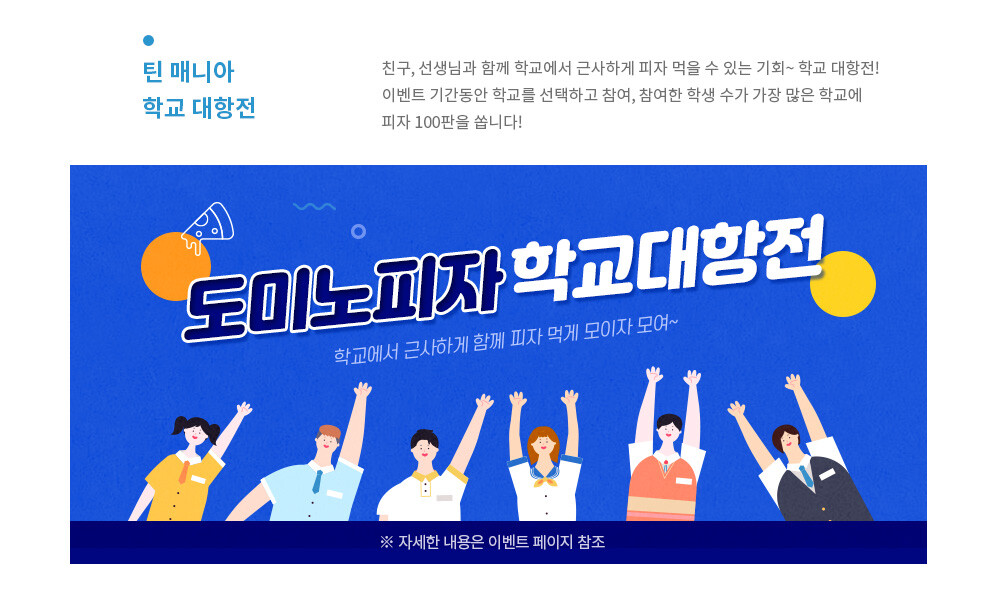 틴 매니아
학교 대항전
친구, 선생님과 함께 학교에서 근사하게 피자 먹을 수 있는 기회~ 학교 대항전!
이벤트 기간동안 학교를 선택하고 참여, 참여한 학생 수가 가장 많은 학교에
피자 100판을 쏩니다!
도미노피자 학교대항전
학교에서 근사하게 함께 피자 먹게 모이자 모여~
※ 자세한 내용은 이벤트 페이지 참조